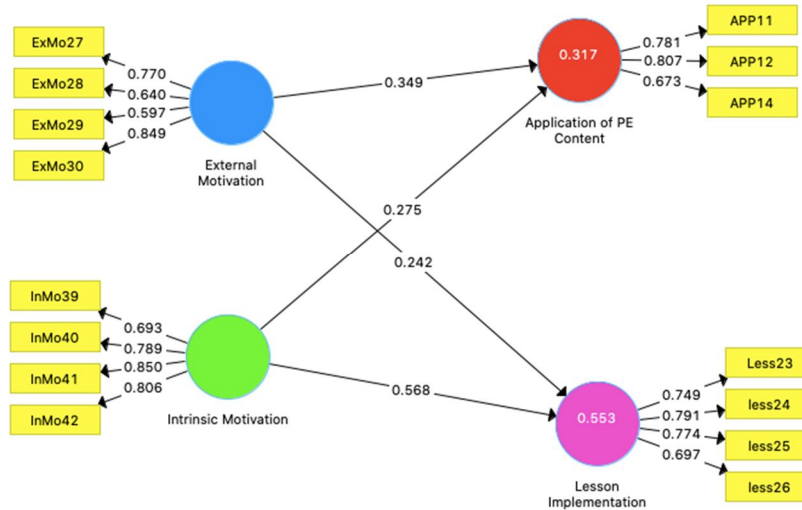 ExMo27
ExMo28
ExMo29
ExMo30
0.770
0.640
0.597
0.849
External
Motivation
0.349
0.317
Application of PE
Content
0.781
0.807
0.673
APP11
APP12
APP14
0.275
0.242
InMo39
InMo40
InMo41
InMo42
0.693
0.789
0.850
0.806
Intrinsic Motivation
0.568
0.553
Lesson
Implementation
0.749
0.791
0.774
0.697
Less23
less24
less25
less26